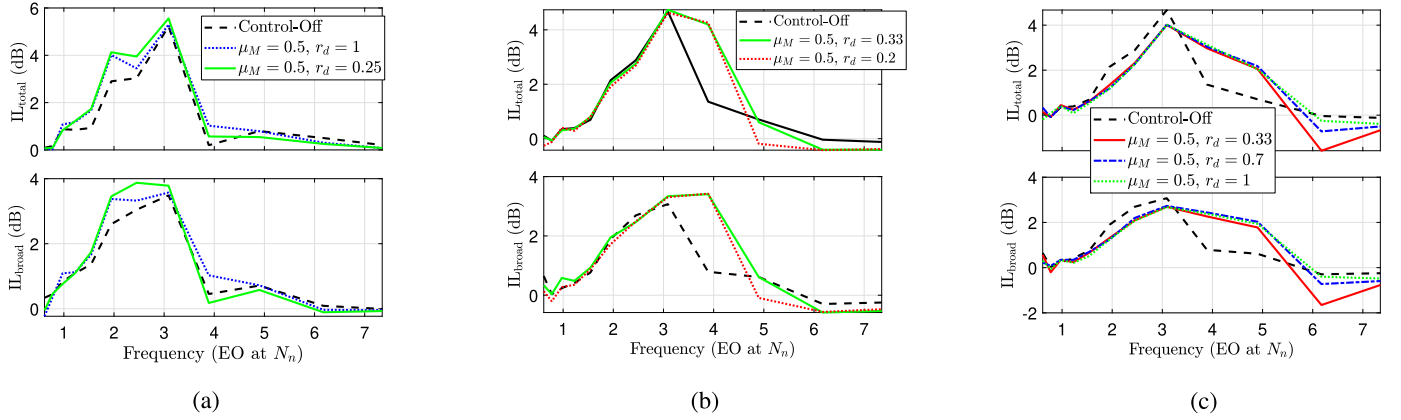 6
4
2
0
IL_total (dB)
Control-Off
μ_M = 0.5, r_d = 1
μ_M = 0.5, r_d = 0.25
4
2
0
IL_broad (dB)
1 2 3 4 5 6 7
Frequency (EO at N_n)
(a)
4
2
0
IL_total (dB)
Control-Off
μ_M = 0.5, r_d = 0.33
μ_M = 0.5, r_d = 0.2
4
2
0
IL_broad (dB)
1 2 3 4 5 6 7
Frequency (EO at N_n)
(b)
4
2
0
IL_total (dB)
Control-Off
μ_M = 0.5, r_d = 0.33
μ_M = 0.5, r_d = 0.7
μ_M = 0.5, r_d = 1
4
2
0
-2
IL_broad (dB)
1 2 3 4 5 6 7
Frequency (EO at N_n)
(c)